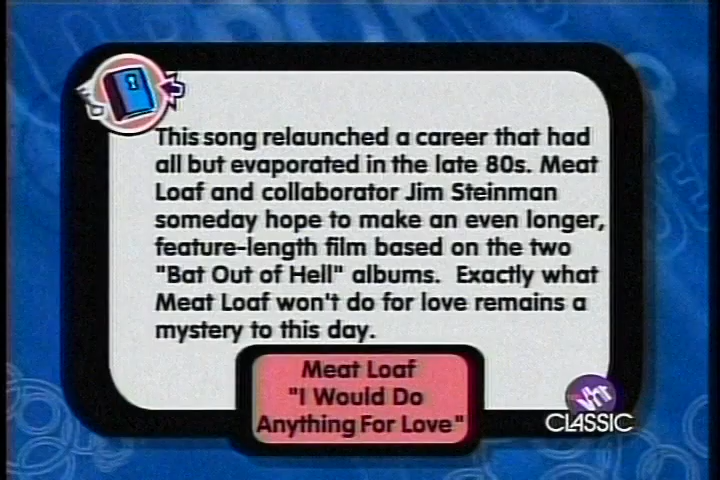 This song relaunched a career that had
all but evaporated in the late 80s. Meat
Loaf and collaborator Jim Steinman
someday hope to make an even longer,
feature-length film based on the two
"Bat Out of Hell" albums. Exactly what
Meat Loaf won't do for love remains a
mystery to this day.
Meat Loaf
"I Would Do
Anything For Love"
VH1
CLASSIC